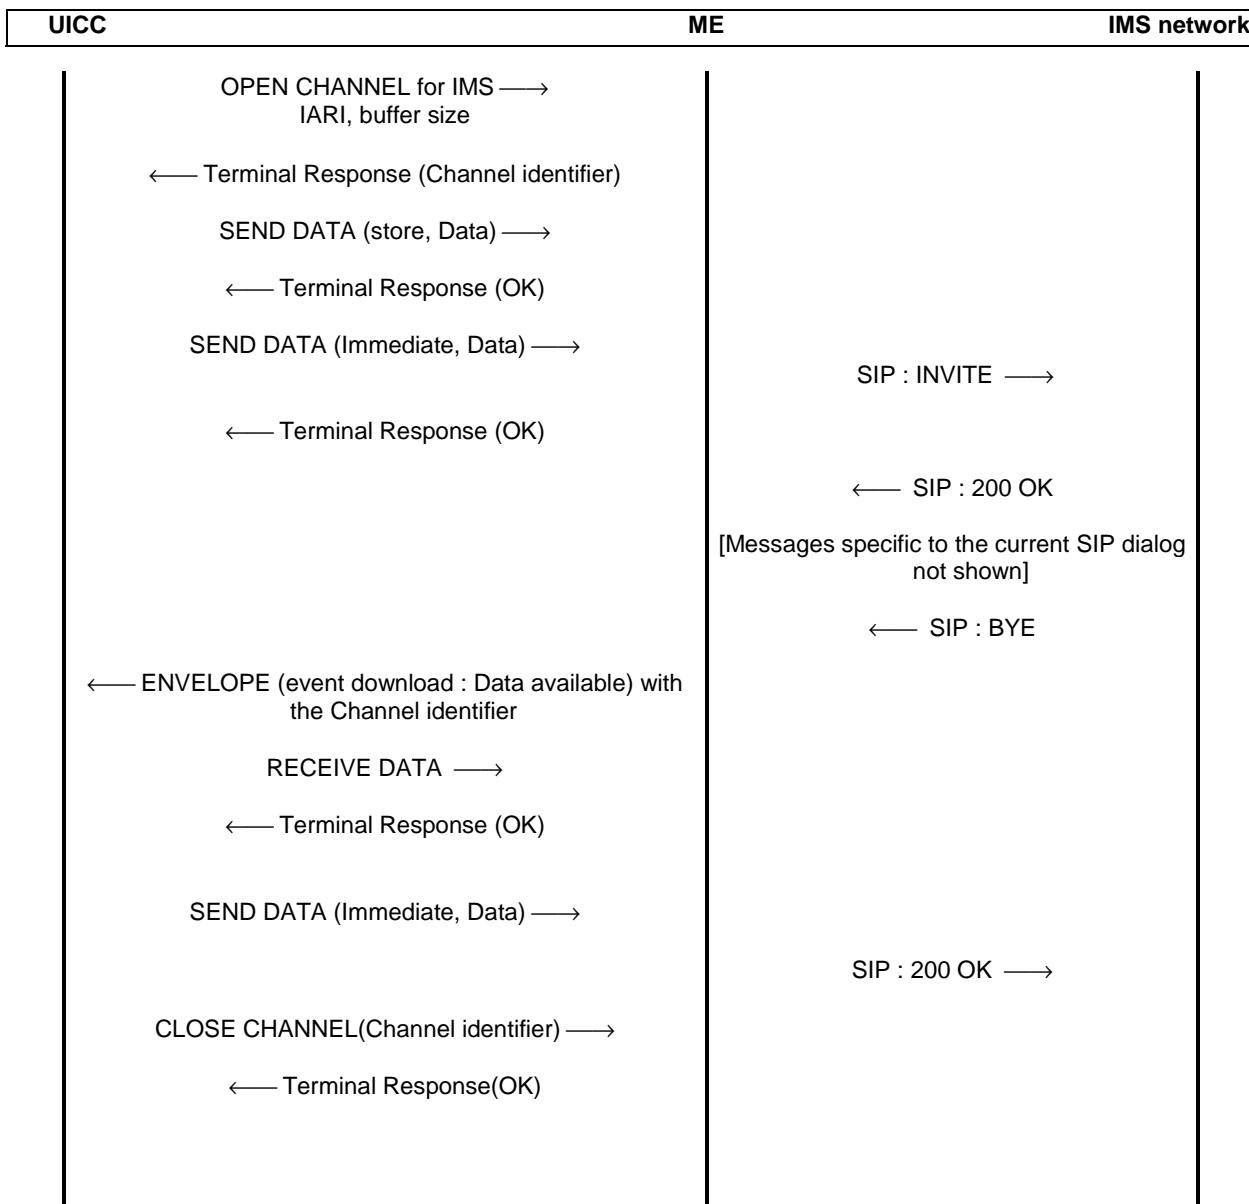 UICC ME IMS network
OPEN CHANNEL for IMS ⟶
IARI, buffer size
⟵ Terminal Response (Channel identifier)
SEND DATA (store, Data) ⟶
⟵ Terminal Response (OK)
SEND DATA (Immediate, Data) ⟶
SIP : INVITE ⟶
⟵ Terminal Response (OK)
⟵ SIP : 200 OK
[Messages specific to the current SIP dialog
not shown]
⟵ SIP : BYE
⟵ ENVELOPE (event download : Data available) with
the Channel identifier
RECEIVE DATA ⟶
⟵ Terminal Response (OK)
SEND DATA (Immediate, Data) ⟶
SIP : 200 OK ⟶
CLOSE CHANNEL(Channel identifier) ⟶
⟵ Terminal Response(OK)